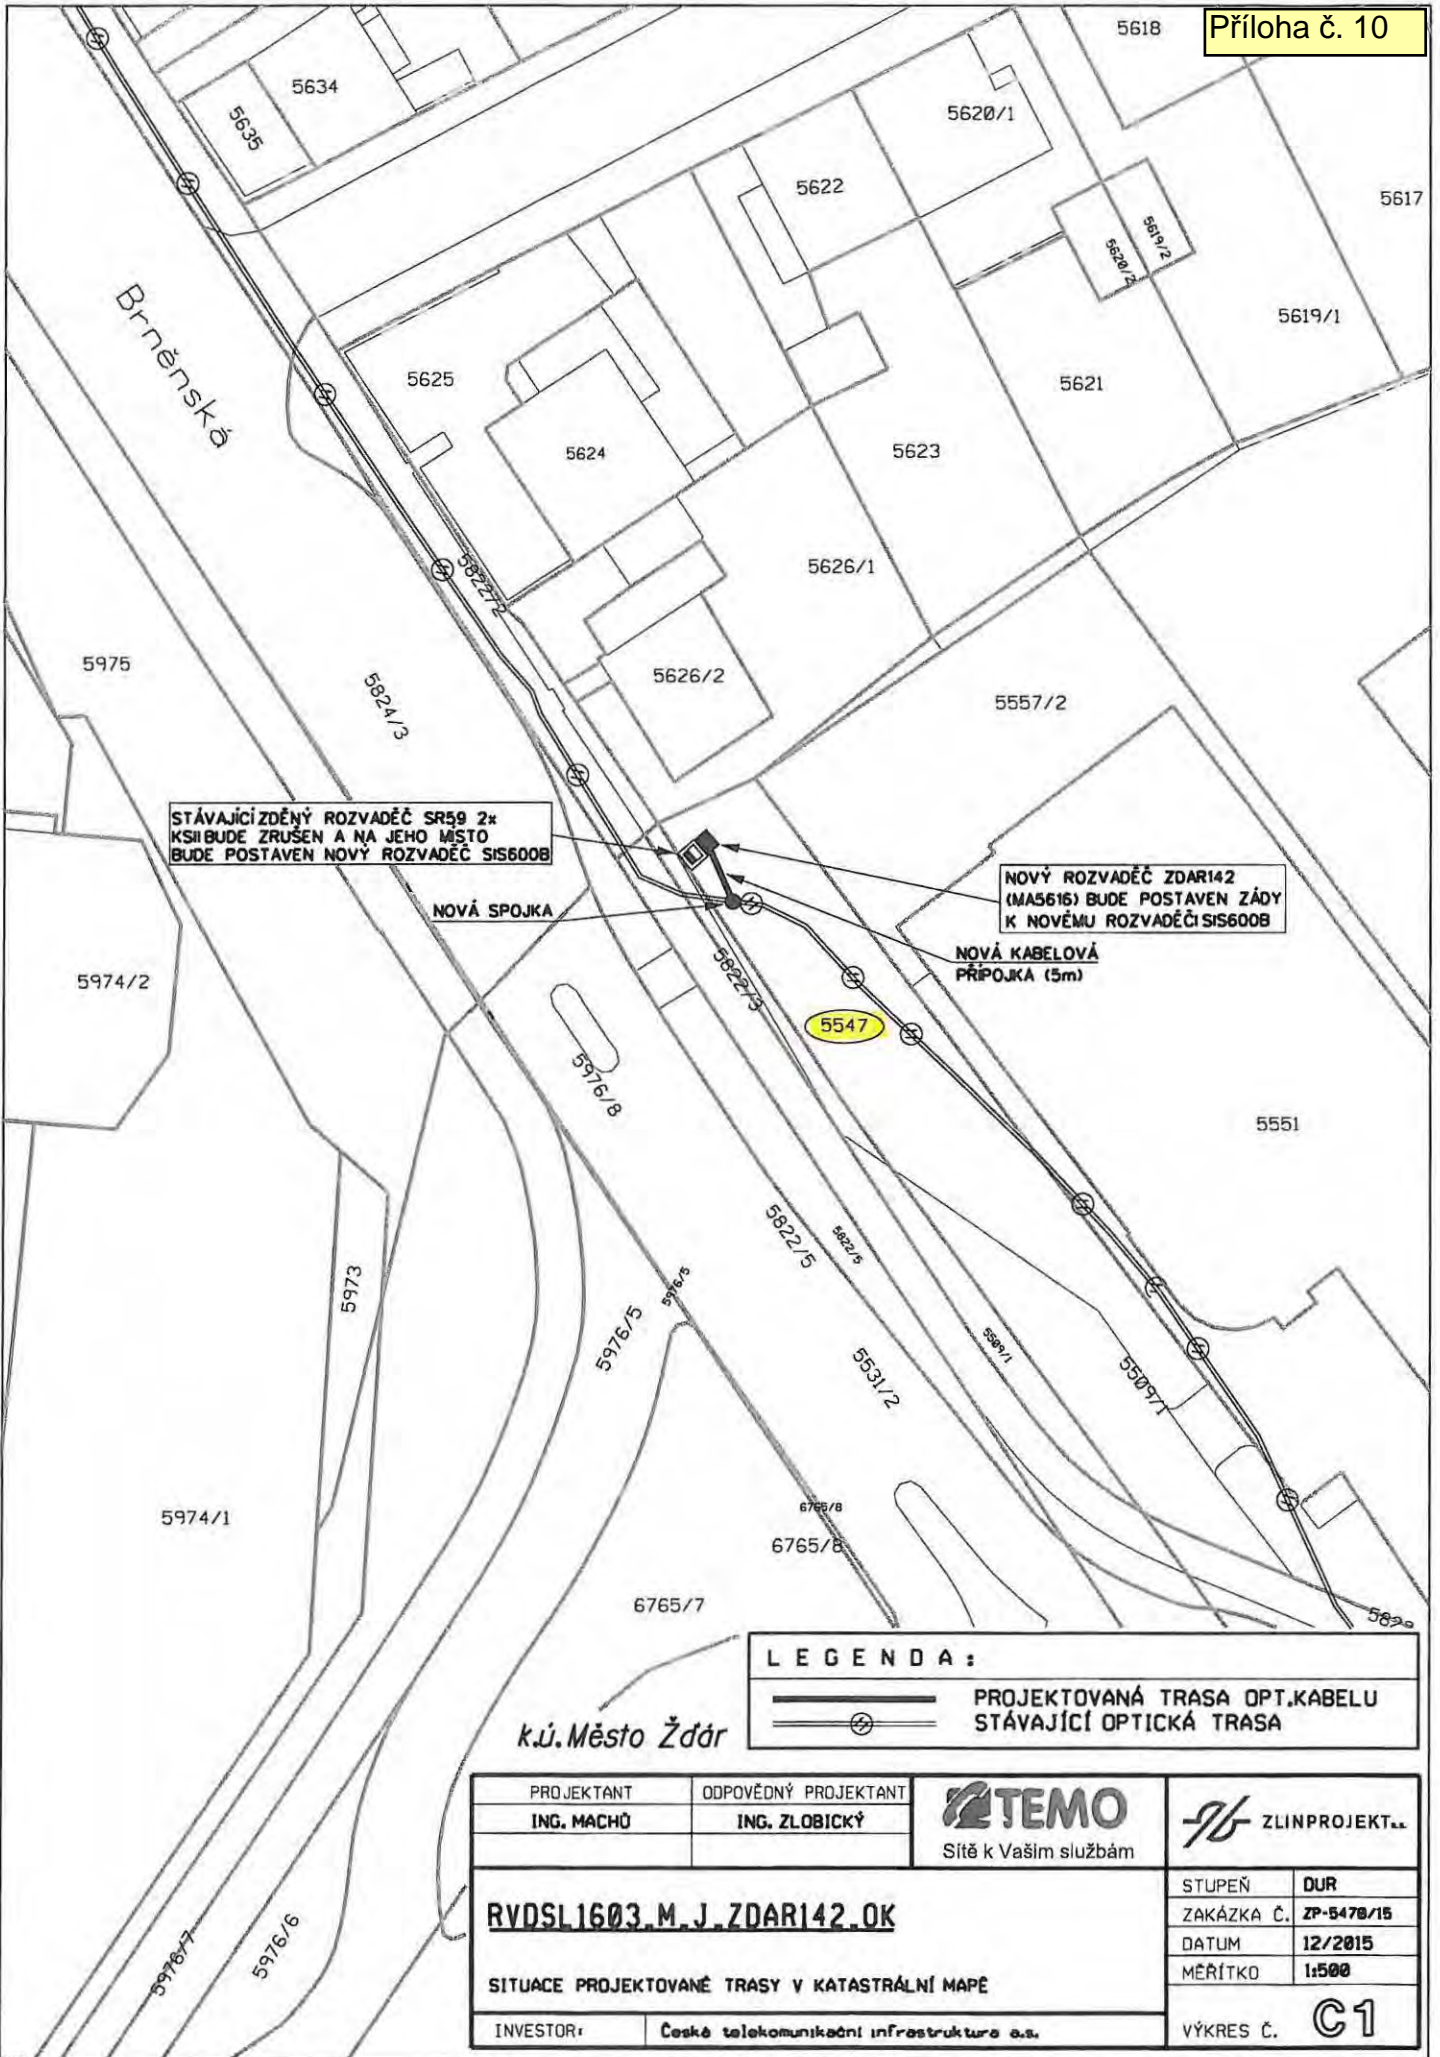 Příloha č. 10
5618
5634
5635
5620/1
5622
5617
5619/2
5620/2
Brněnská
5619/1
5625
5621
5624
5623
5822/2
5626/1
5975
5626/2
5824/3
5557/2
STÁVAJÍCÍ ZDĚNÝ ROZVADĚČ SR59 2x
KSII BUDE ZRUŠEN A NA JEHO MÍSTO
BUDE POSTAVEN NOVÝ ROZVADĚČ SIS600B
NOVÝ ROZVADĚČ ZDAR142
(MA5616) BUDE POSTAVEN ZÁDY
K NOVÉMU ROZVADĚČI SIS600B
NOVÁ SPOJKA
NOVÁ KABELOVÁ
PŘÍPOJKA (5m)
5974/2
5822/3
5547
5976/8
5551
5822/5
5822/5
5973
5976/5
5976/5
5509/1
5531/2
5509/1
5974/1
6765/8
6765/8
6765/7
L E G E N D A :
PROJEKTOVANÁ TRASA OPT.KABELU
STÁVAJÍCÍ OPTICKÁ TRASA
k.ú. Město Žďár
PROJEKTANT
ODPOVĚDNÝ PROJEKTANT
ING. MACHŮ
ING. ZLOBICKÝ
TEMO
Sítě k Vašim službám
ZLINPROJEKT a.s.
STUPEŇ
DUR
RVDSL1603_M_J_ZDAR142_OK
ZAKÁZKA Č.
ZP-5478/15
DATUM
12/2015
MĚŘÍTKO
1:500
SITUACE PROJEKTOVANÉ TRASY V KATASTRÁLNÍ MAPĚ
INVESTOR:
Česká telekomunikační infrastruktura a.s.
VÝKRES Č.
C1
5976/7
5976/6